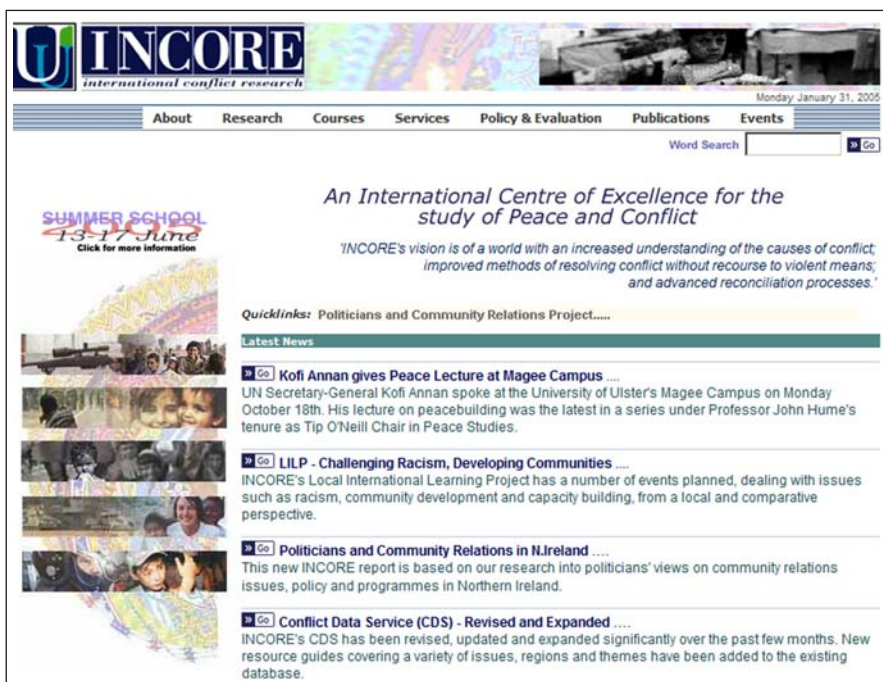 INCORE
international conflict research
Monday January 31, 2005
About Research Courses Services Policy & Evaluation Publications Events
Word Search Go
SUMMER SCHOOL
2005
13-17 June
Click for more information
An International Centre of Excellence for the
study of Peace and Conflict
'INCORE's vision is of a world with an increased understanding of the causes of conflict;
improved methods of resolving conflict without recourse to violent means;
and advanced reconciliation processes.'
Quicklinks: Politicians and Community Relations Project.....
Latest News
Go Kofi Annan gives Peace Lecture at Magee Campus ....
UN Secretary-General Kofi Annan spoke at the University of Ulster's Magee Campus on Monday
October 18th. His lecture on peacebuilding was the latest in a series under Professor John Hume's
tenure as Tip O'Neill Chair in Peace Studies.
Go LILP - Challenging Racism, Developing Communities ....
INCORE's Local International Learning Project has a number of events planned, dealing with issues
such as racism, community development and capacity building, from a local and comparative
perspective.
Go Politicians and Community Relations in N.Ireland ....
This new INCORE report is based on our research into politicians' views on community relations
issues, policy and programmes in Northern Ireland.
Go Conflict Data Service (CDS) - Revised and Expanded ....
INCORE's CDS has been revised, updated and expanded significantly over the past few months. New
resource guides covering a variety of issues, regions and themes have been added to the existing
database.